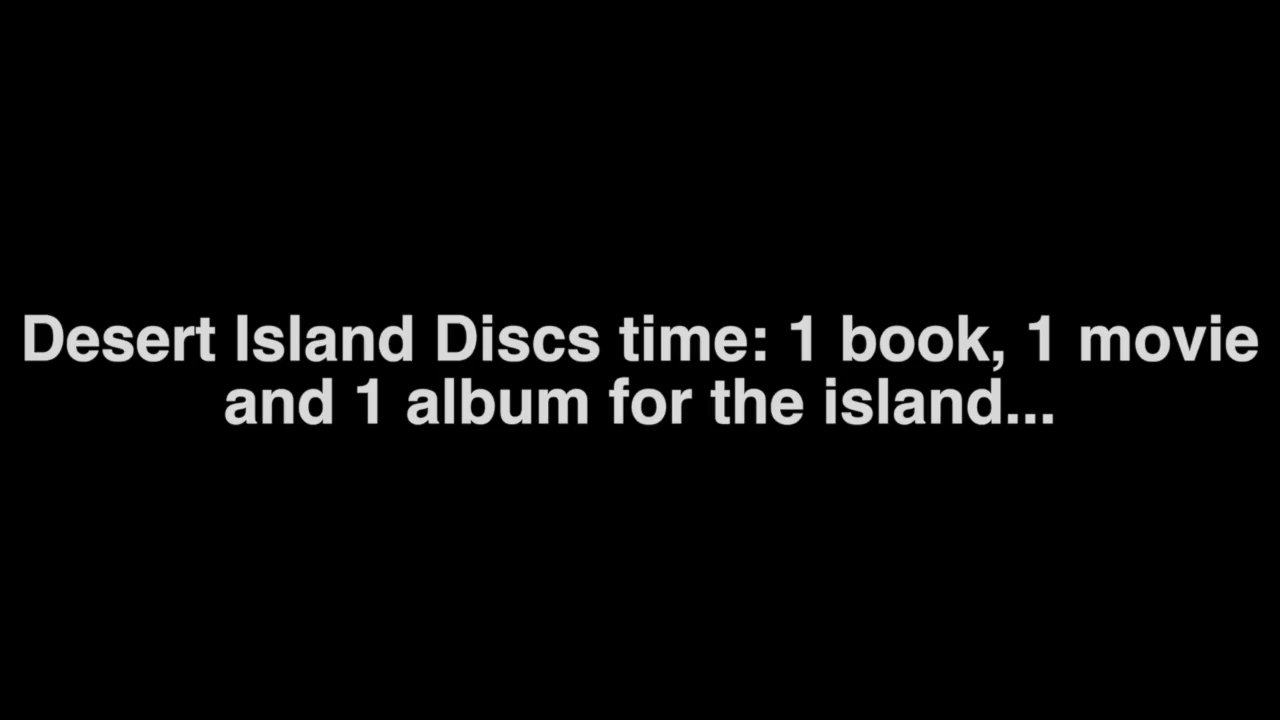 Desert Island Discs time: 1 book, 1 movie
and 1 album for the island...